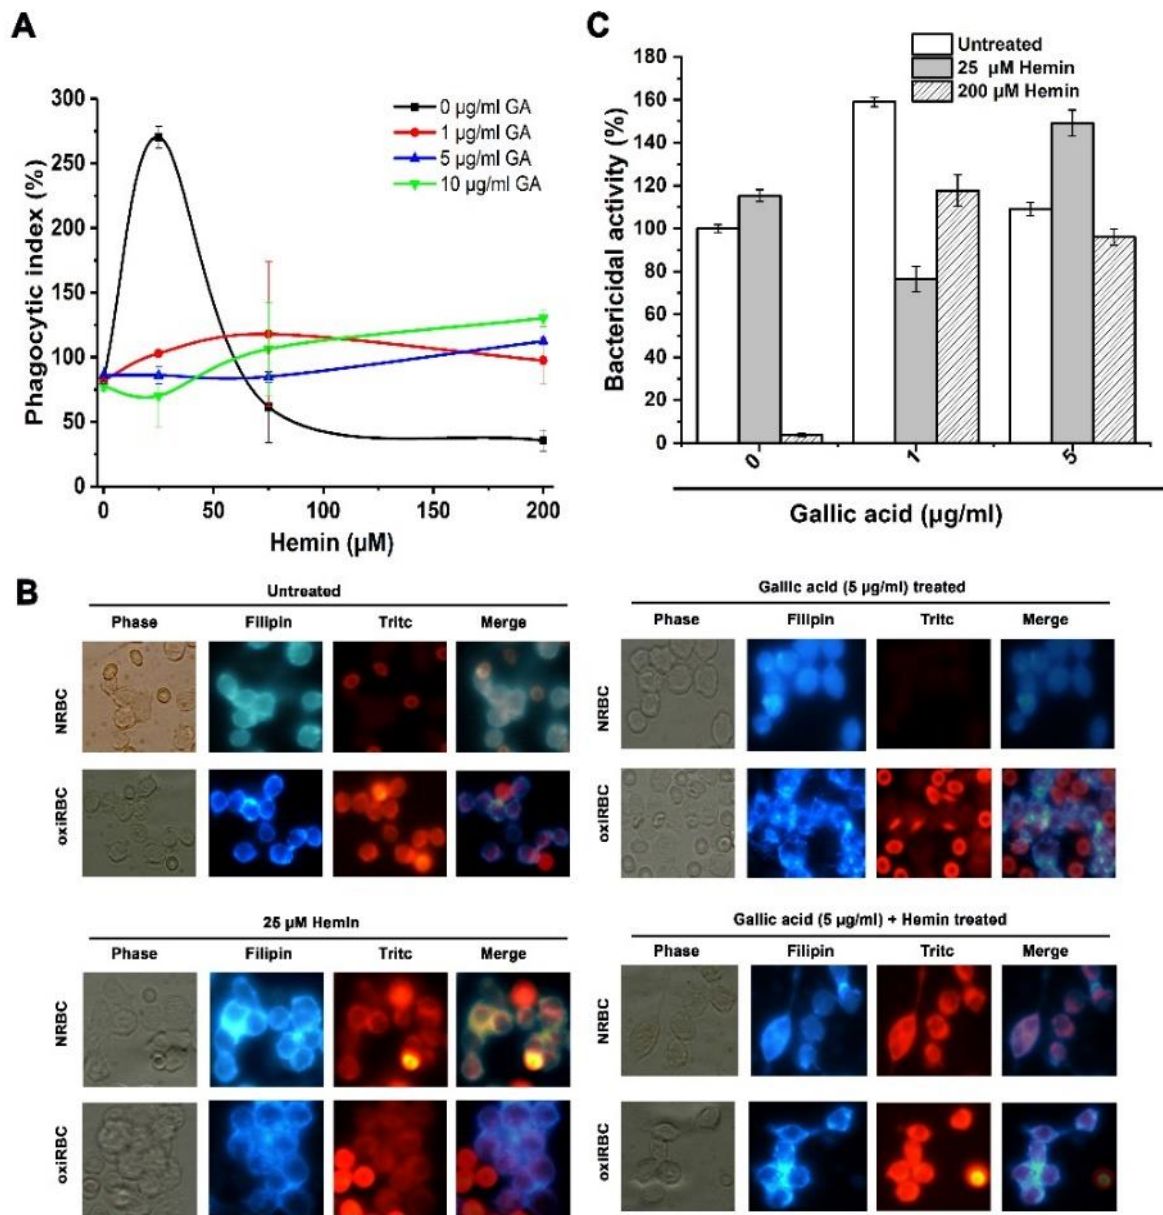 A
300
250
200
150
100
50
0
Phagocytic index (%)
0 µg/ml GA
1 µg/ml GA
5 µg/ml GA
10 µg/ml GA
0 50 100 150 200
Hemin (µM)
C
180
160
140
120
100
80
60
40
20
0
Bactericidal activity (%)
Untreated
25 µM Hemin
200 µM Hemin
0 1 5
Gallic acid (µg/ml)
B
Untreated
Phase Filipin Tritc Merge
NRBC
oxiRBC
Gallic acid (5 µg/ml) treated
Phase Filipin Tritc Merge
NRBC
oxiRBC
25 µM Hemin
Phase Filipin Tritc Merge
NRBC
oxiRBC
Gallic acid (5 µg/ml) + Hemin treated
Phase Filipin Tritc Merge
NRBC
oxiRBC